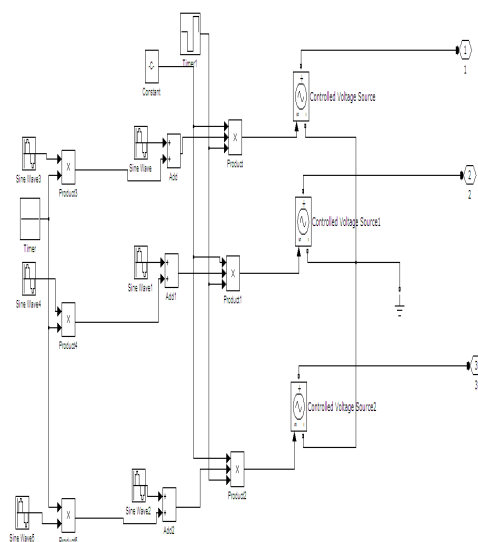 Timer1
Constant
1
1
Controlled Voltage Source
Sine Wave3
Product3
Sine Wave
Add
Product
Timer
2
2
Controlled Voltage Source1
Sine Wave4
Product4
Sine Wave1
Add1
Product1
3
3
Controlled Voltage Source2
Sine Wave2
Add2
Product2
Sine Wave5